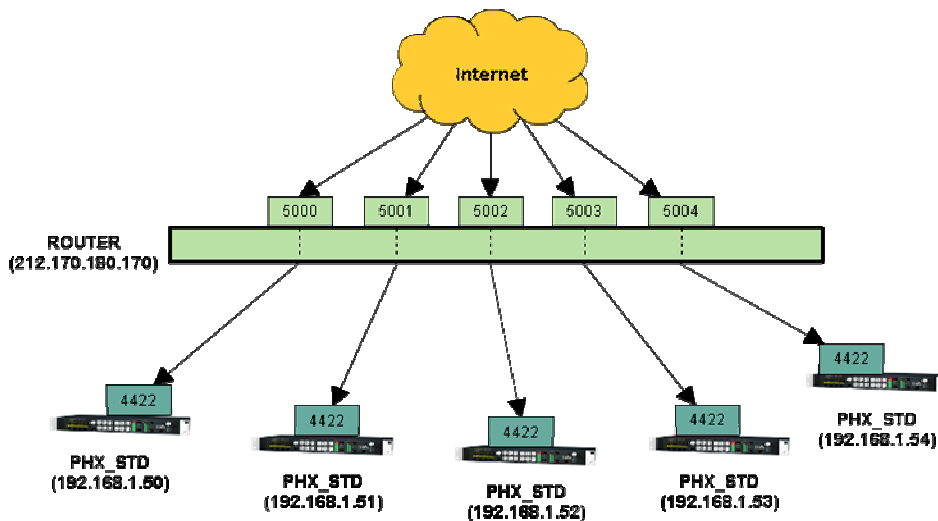 Internet
5000
5001
5002
5003
5004
ROUTER
(212.170.180.170)
4422
PHX_STD
(192.168.1.50)
4422
PHX_STD
(192.168.1.51)
4422
PHX_STD
(192.168.1.52)
4422
PHX_STD
(192.168.1.53)
4422
PHX_STD
(192.168.1.54)